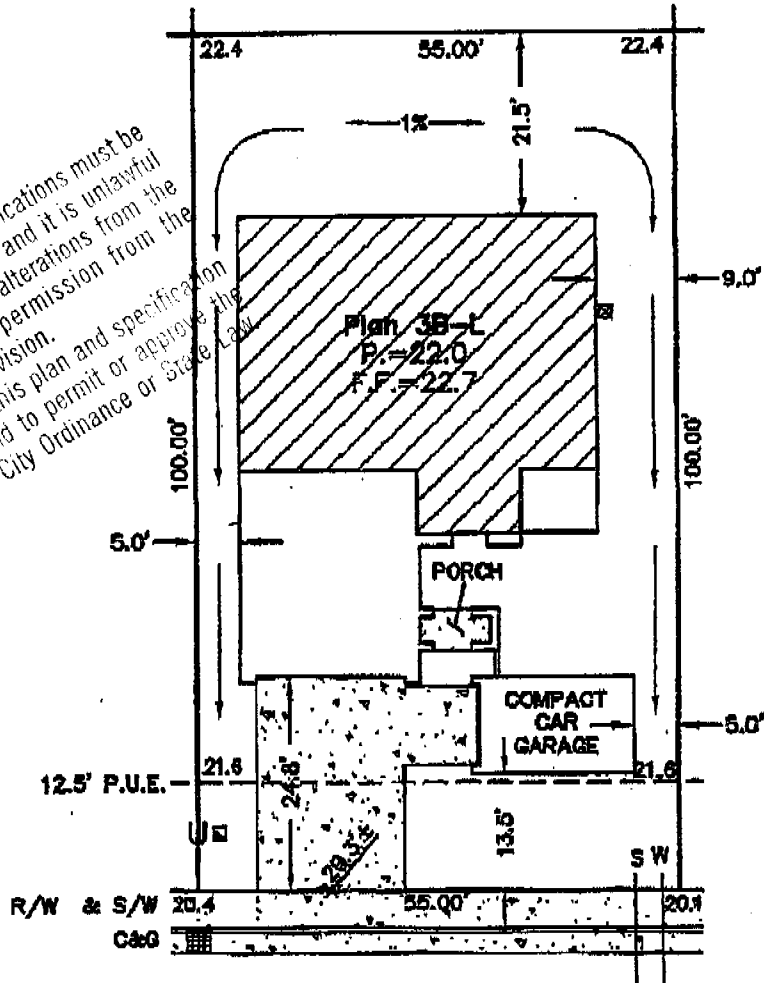 22.4 55.00' 22.4
1%
21.5'
ications must be
and it is unlawful
alterations from the
permission from the
vision.
his plan and specification
d to permit or approve the
City Ordinance or State Law
9.0'
Plan 3B-L
P.=22.0
F.F.=22.7
100.00'
100.00'
5.0'
PORCH
COMPACT
CAR
GARAGE
5.0'
12.5' P.U.E.
21.6
21.6
24.8'
13.5'
S W
R/W & S/W 20.4 55.00' 20.1
C&G